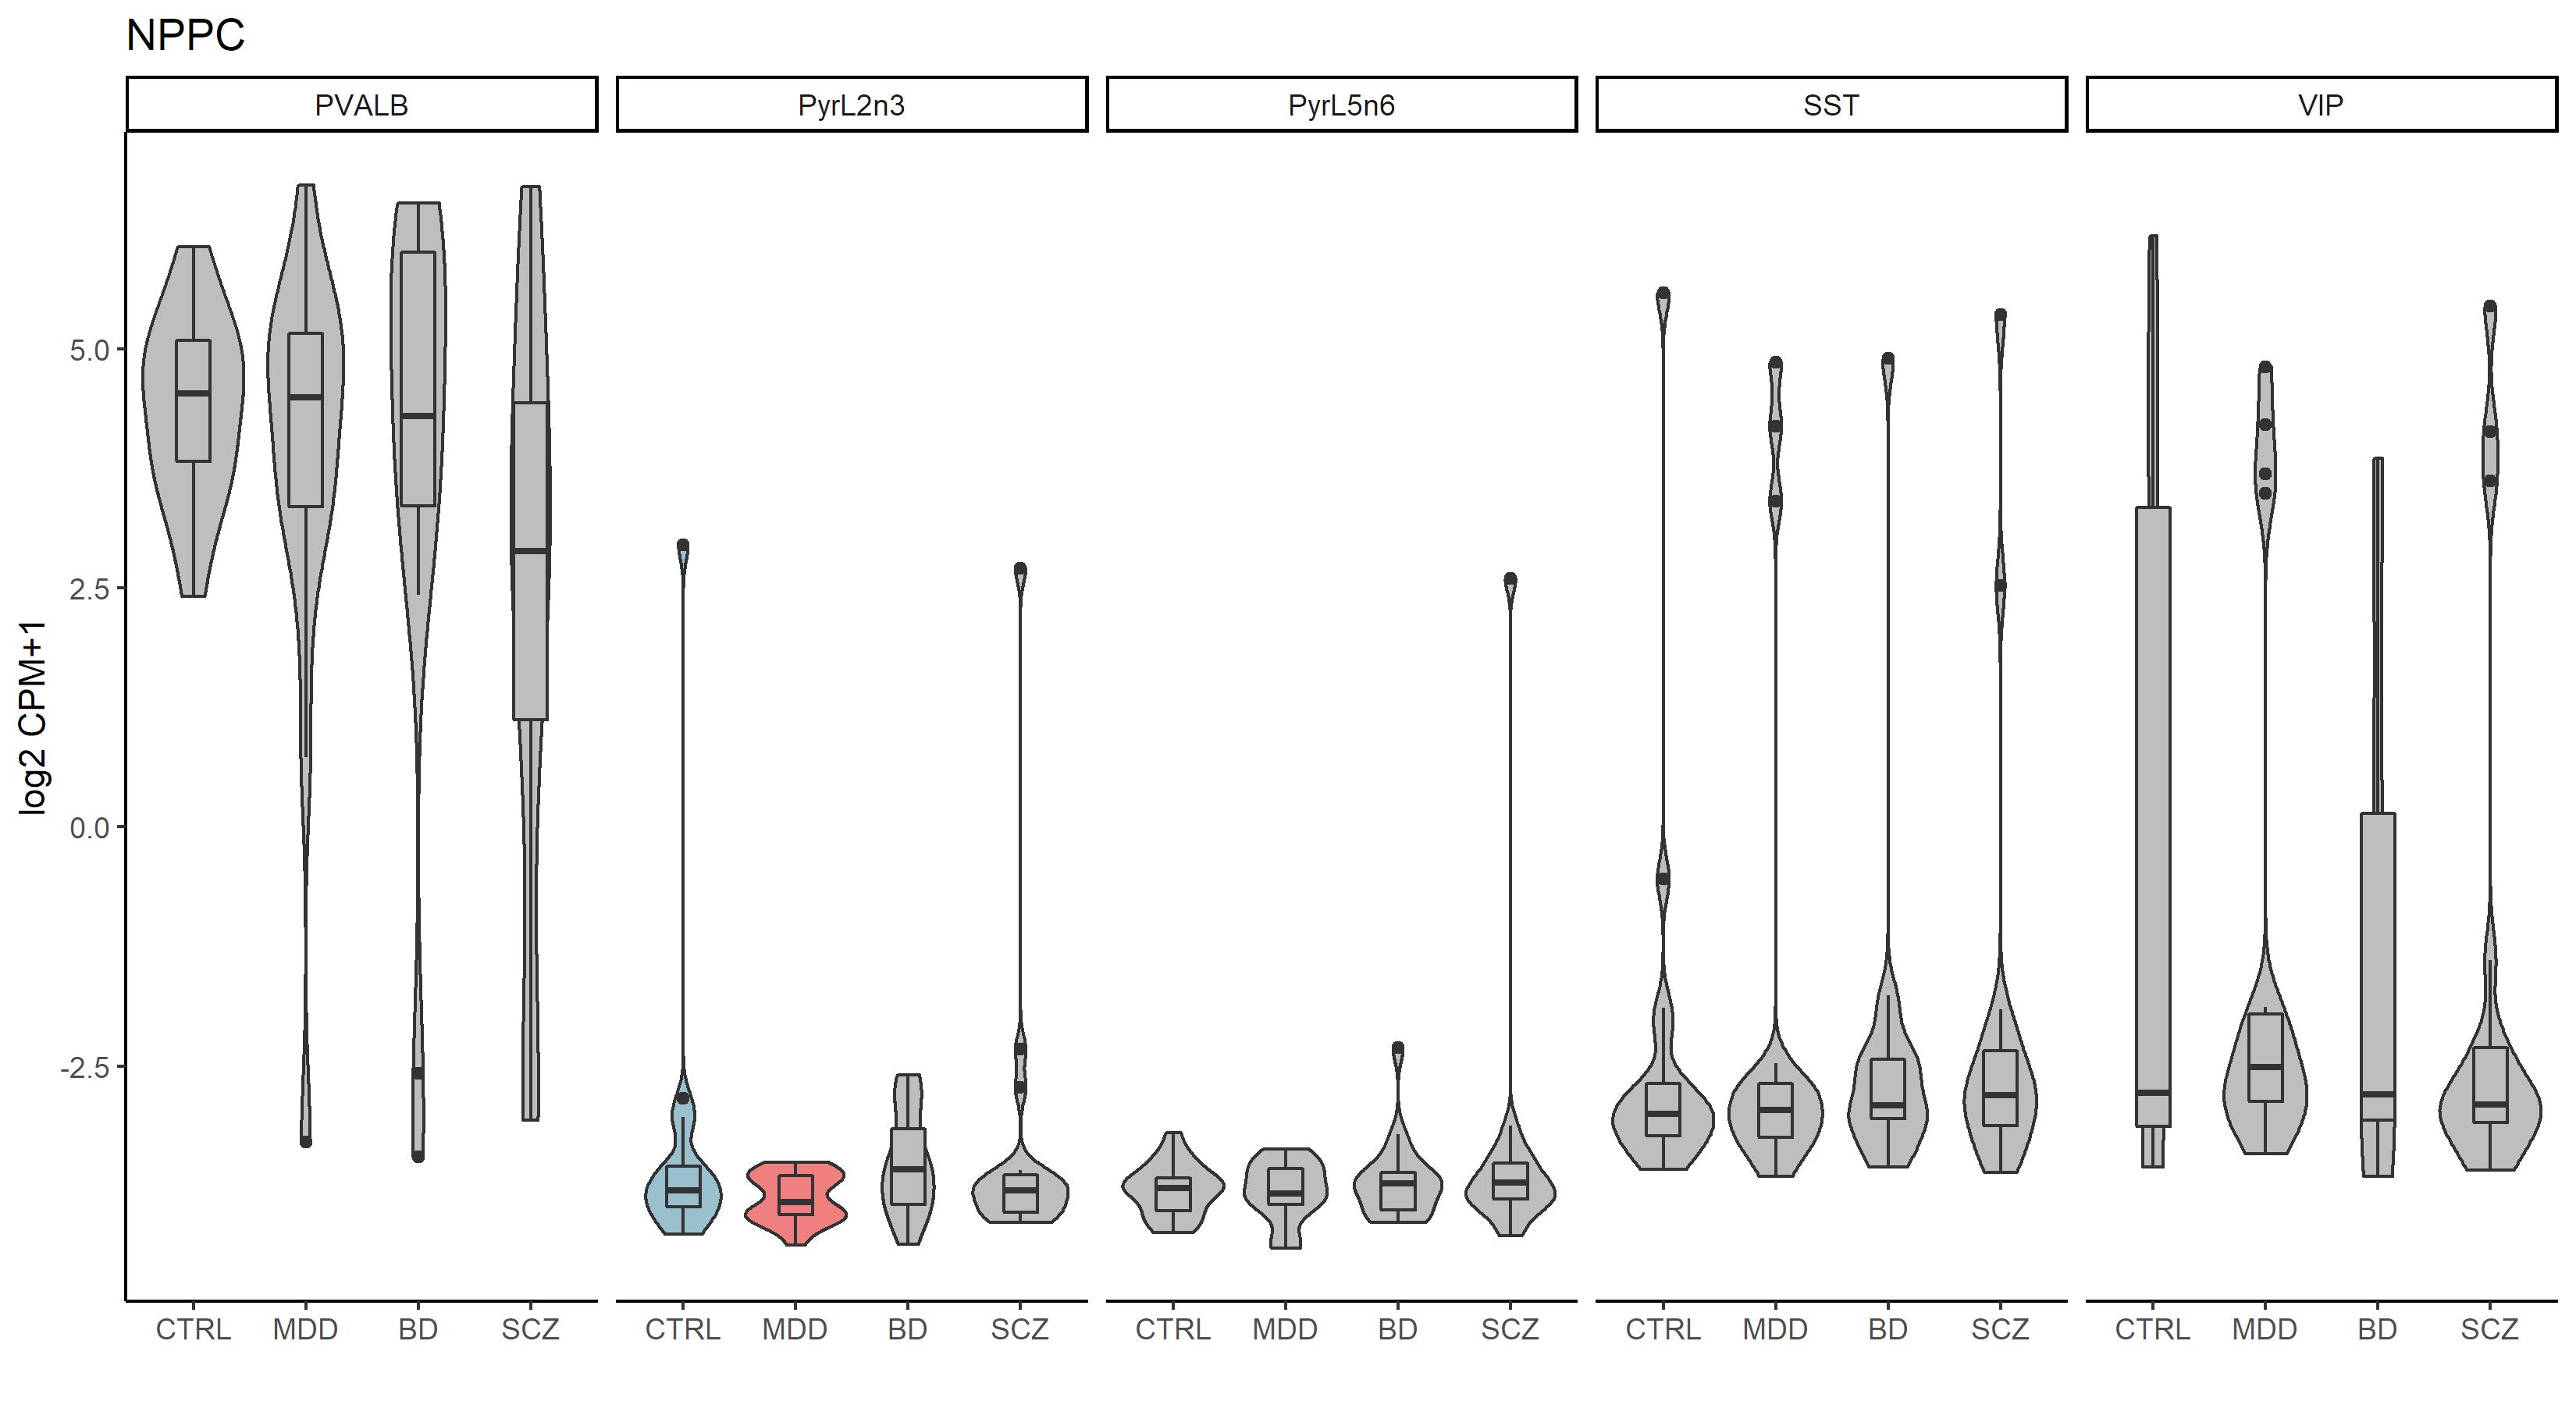 NPPC
PVALB PyrL2n3 PyrL5n6 SST VIP
log2 CPM+1
5.0
2.5
0.0
-2.5
CTRL MDD BD SCZ CTRL MDD BD SCZ CTRL MDD BD SCZ CTRL MDD BD SCZ CTRL MDD BD SCZ